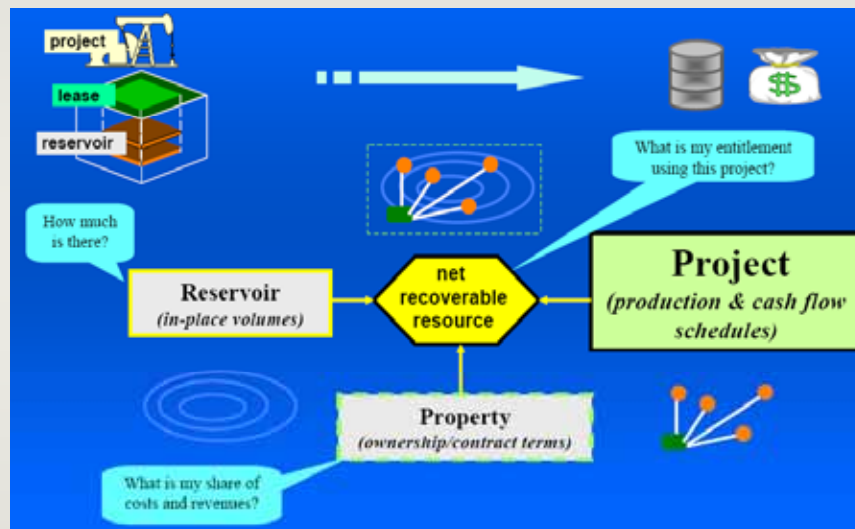 project
lease
reservoir
$
What is my entitlement
using this project?
How much
is there?
Reservoir
(in-place volumes)
net
recoverable
resource
Project
(production & cash flow
schedules)
Property
(ownership/contract terms)
What is my share of
costs and revenues?